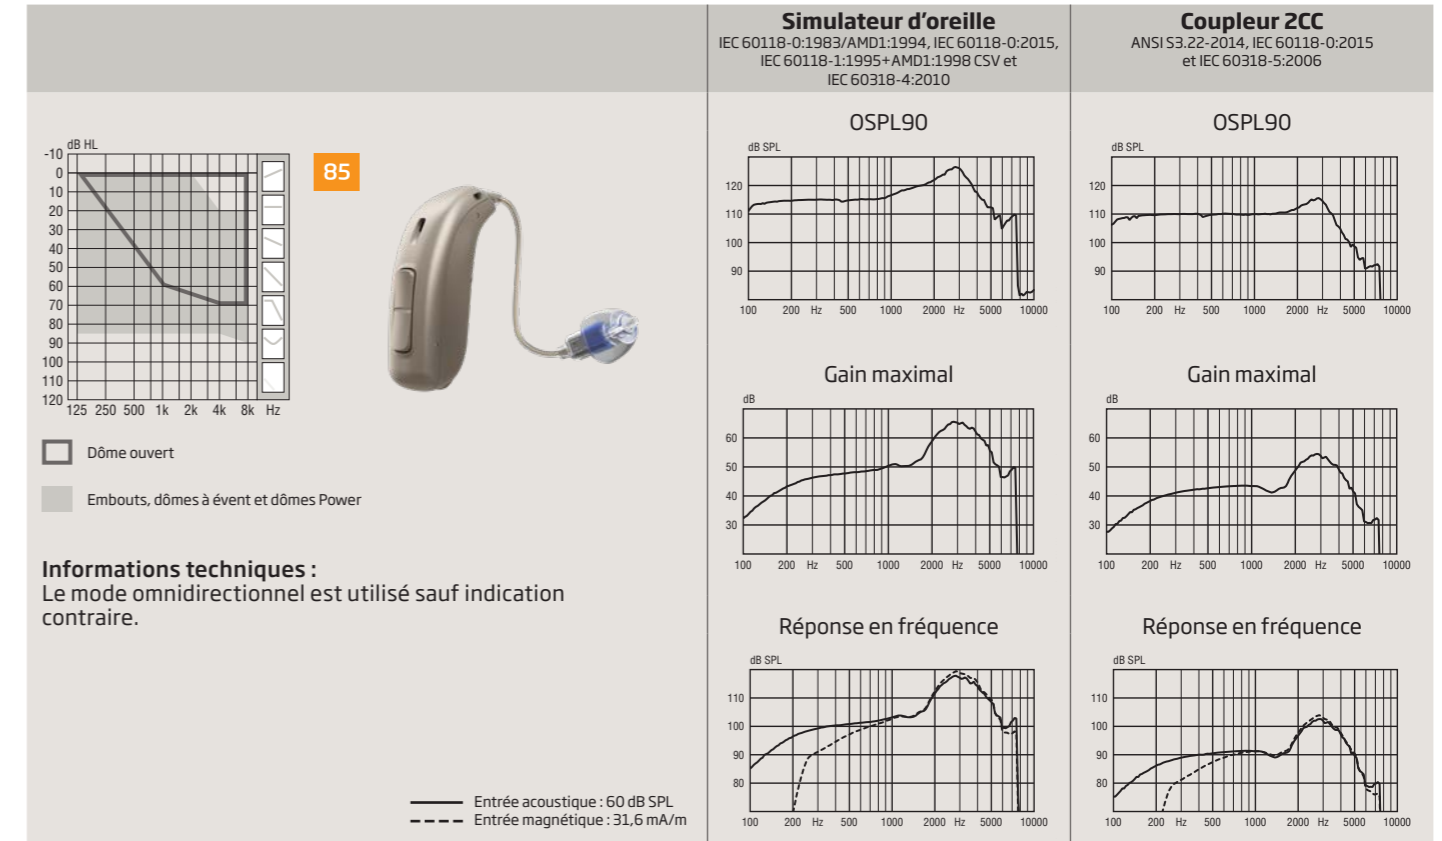 Simulateur d'oreille
IEC 60118-0:1983/AMD1:1994, IEC 60118-0:2015,
IEC 60118-1:1995+AMD1:1998 CSV et
IEC 60318-4:2010
Coupleur 2CC
ANSI S3.22-2014, IEC 60118-0:2015
et IEC 60318-5:2006
dB HL
-10
0
10
20
30
40
50
60
70
80
90
100
110
120
125 250 500 1k 2k 4k 8k Hz
85
Dôme ouvert
Embouts, dômes à évent et dômes Power
Informations techniques :
Le mode omnidirectionnel est utilisé sauf indication
contraire.
Entrée acoustique : 60 dB SPL
Entrée magnétique : 31,6 mA/m
OSPL90
dB SPL
120
110
100
90
100 200 Hz 500 1000 2000 Hz 5000 10000
Gain maximal
dB
60
50
40
30
100 200 Hz 500 1000 2000 Hz 5000 10000
Réponse en fréquence
dB SPL
110
100
90
80
100 200 Hz 500 1000 2000 Hz 5000 10000
OSPL90
dB SPL
120
110
100
90
100 200 Hz 500 1000 2000 Hz 5000 10000
Gain maximal
dB
60
50
40
30
100 200 Hz 500 1000 2000 Hz 5000 10000
Réponse en fréquence
dB SPL
110
100
90
80
100 200 Hz 500 1000 2000 Hz 5000 10000